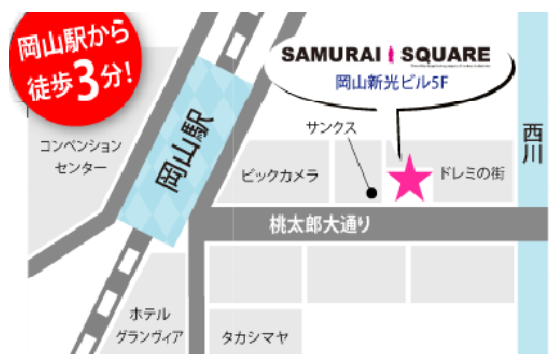 岡山駅から
徒歩3分!
SAMURAI SQUARE
岡山新光ビル5F
サンクス
西川
コンベンション
センター
岡山駅
ビックカメラ
ドレミの街
桃太郎大通り
ホテル
グランヴィア
タカシマヤ